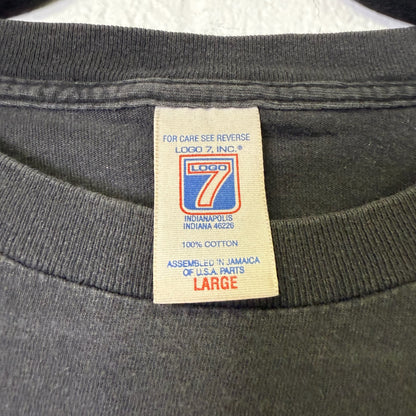 FOR CARE SEE REVERSE
LOGO 7, INC.®
LOGO
7
INDIANAPOLIS
INDIANA 46226
100% COTTON
ASSEMBLED IN JAMAICA
OF U.S.A. PARTS
LARGE